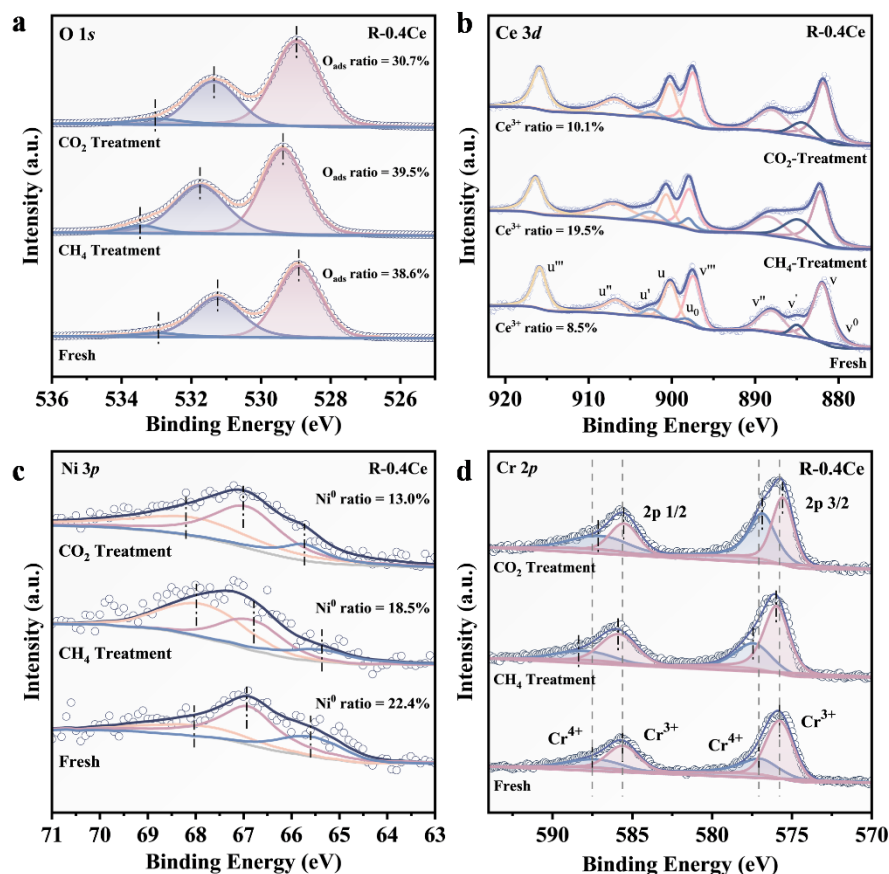 a
O 1s
R-0.4Ce
O_ads ratio = 30.7%
CO₂ Treatment
O_ads ratio = 39.5%
CH₄ Treatment
O_ads ratio = 38.6%
Fresh
Intensity (a.u.)
536 534 532 530 528 526
Binding Energy (eV)
b
Ce 3d
R-0.4Ce
Ce³⁺ ratio = 10.1%
CO₂-Treatment
Ce³⁺ ratio = 19.5%
CH₄-Treatment
u''' u'' u' u u₀ v''' v'' v' v v⁰
Ce³⁺ ratio = 8.5%
Fresh
Intensity (a.u.)
920 910 900 890 880
Binding Energy (eV)
c
Ni 3p
R-0.4Ce
Ni⁰ ratio = 13.0%
CO₂ Treatment
Ni⁰ ratio = 18.5%
CH₄ Treatment
Ni⁰ ratio = 22.4%
Fresh
Intensity (a.u.)
71 70 69 68 67 66 65 64 63
Binding Energy (eV)
d
Cr 2p
R-0.4Ce
2p 1/2
2p 3/2
CO₂ Treatment
CH₄ Treatment
Cr⁴⁺ Cr³⁺ Cr⁴⁺ Cr³⁺
Fresh
Intensity (a.u.)
590 585 580 575 570
Binding Energy (eV)